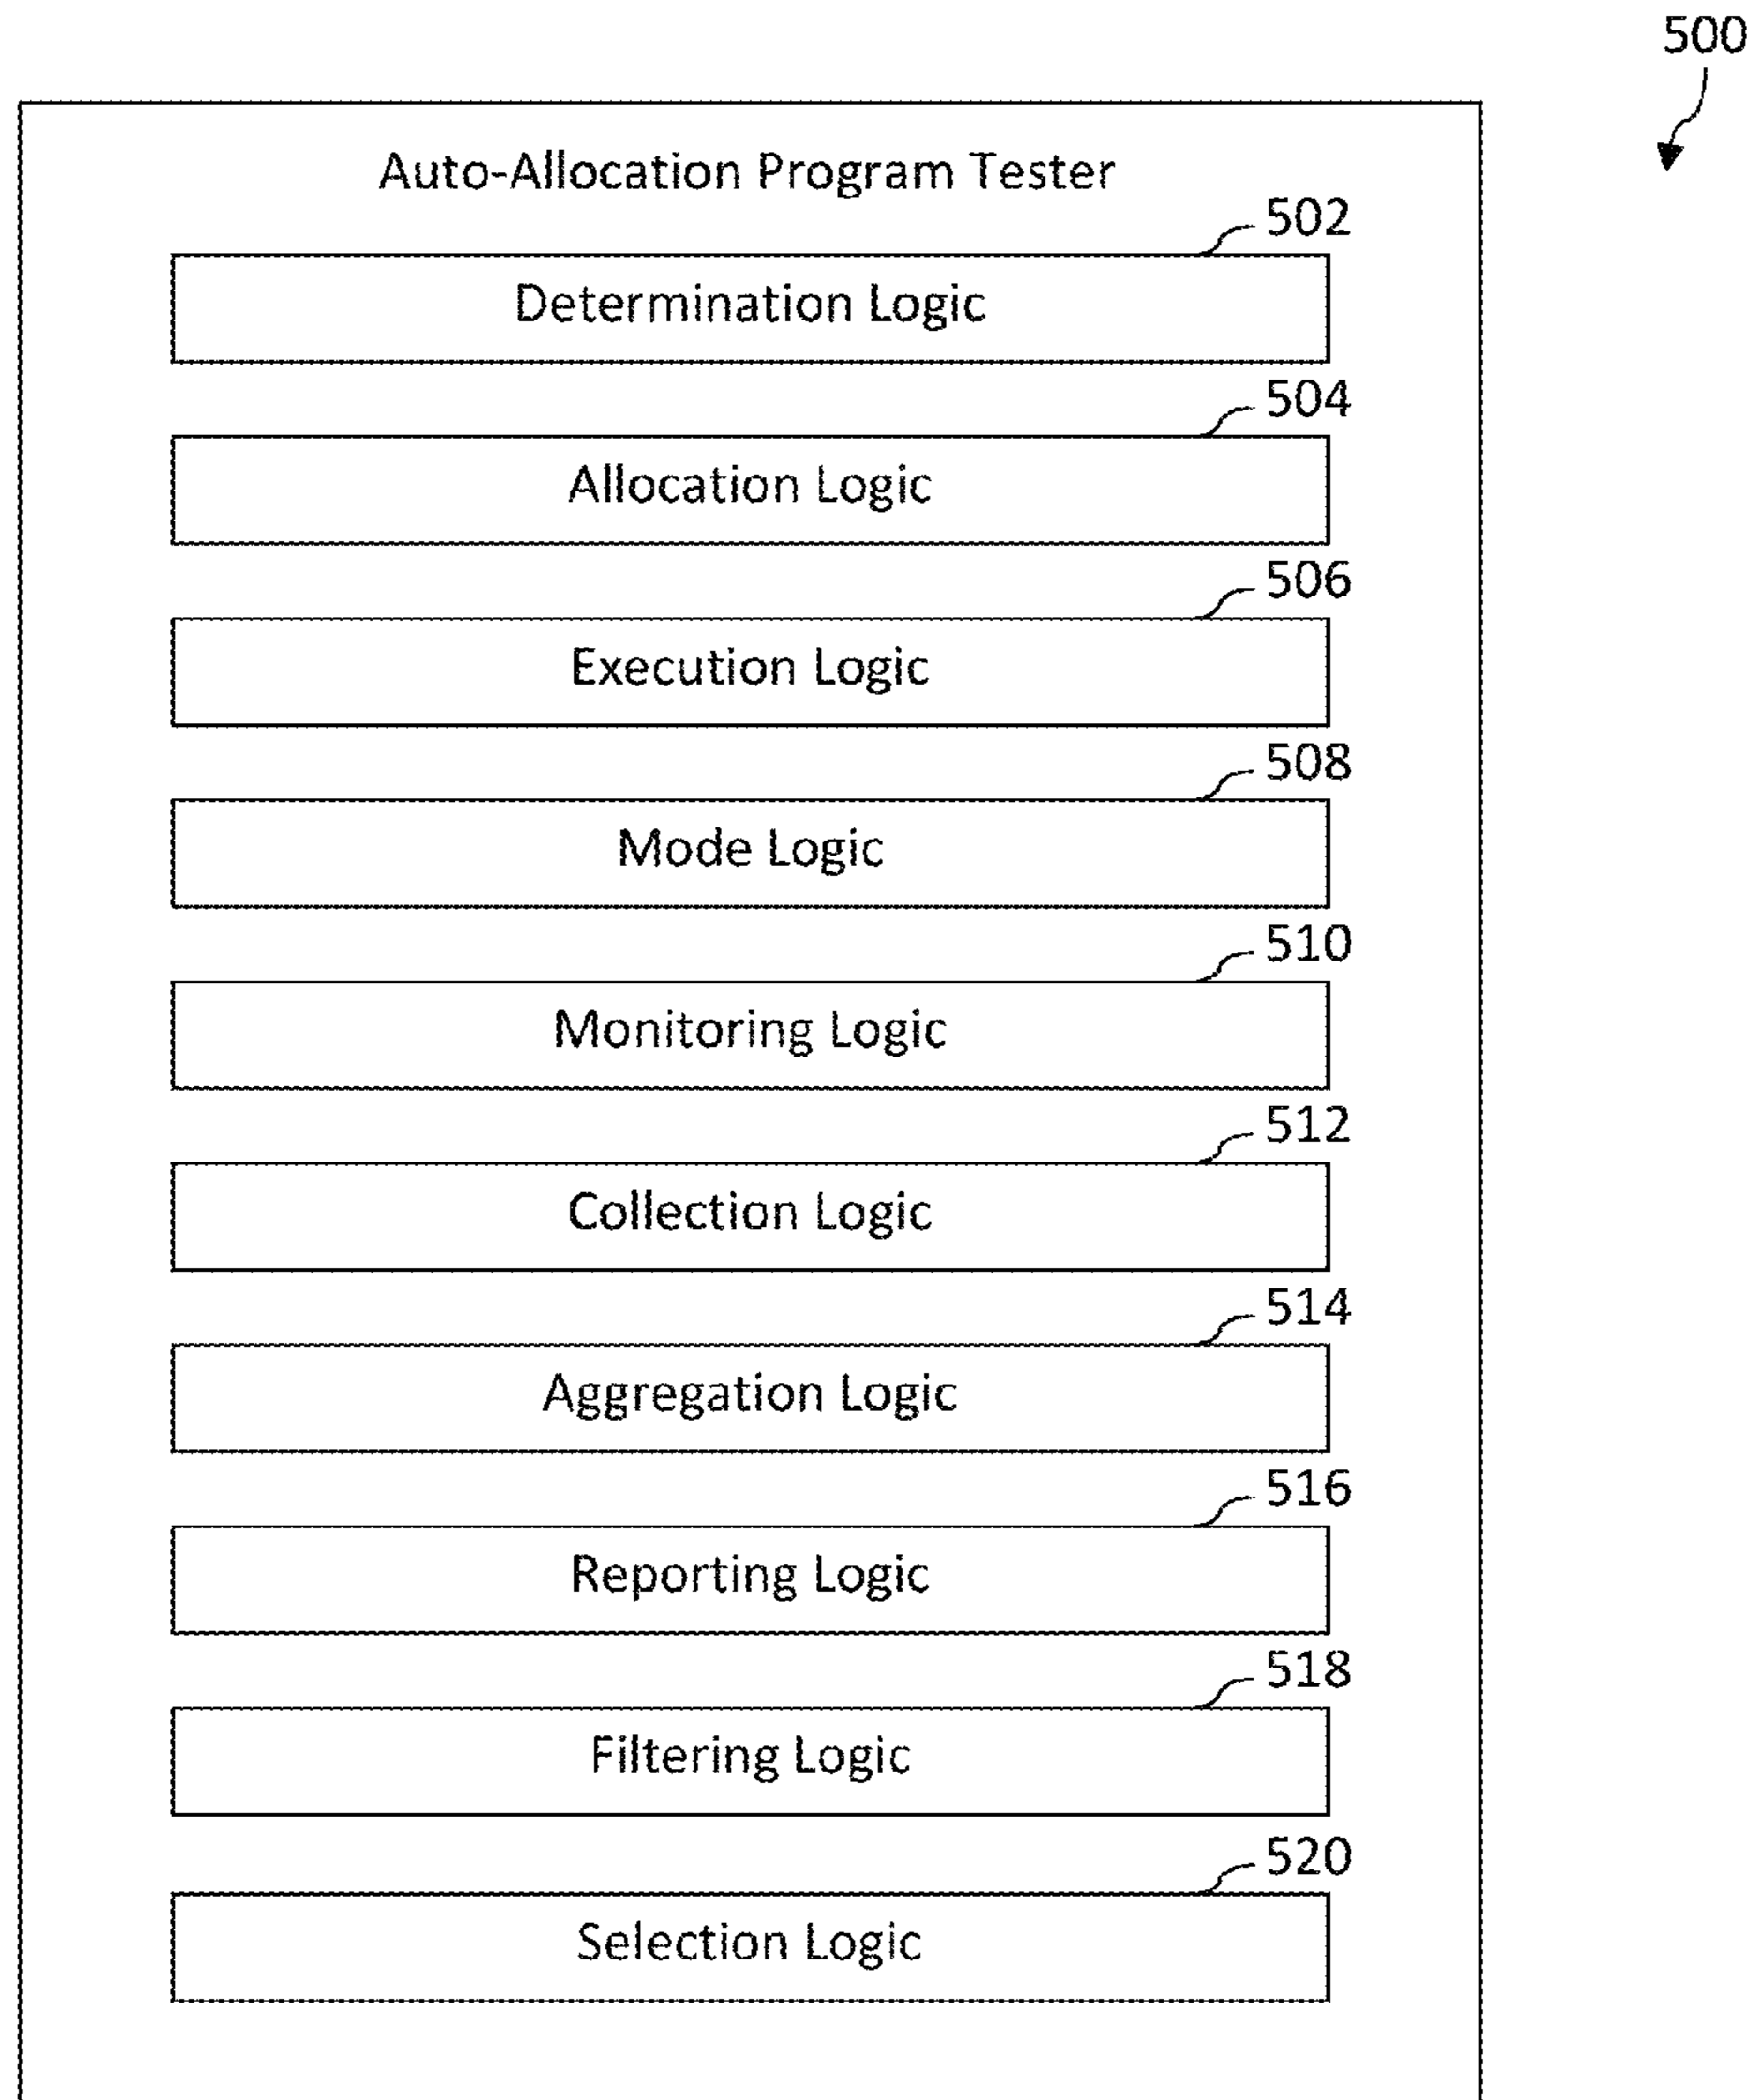 500
Auto-Allocation Program Tester
502
Determination Logic
504
Allocation Logic
506
Execution Logic
508
Mode Logic
510
Monitoring Logic
512
Collection Logic
514
Aggregation Logic
516
Reporting Logic
518
Filtering Logic
520
Selection Logic